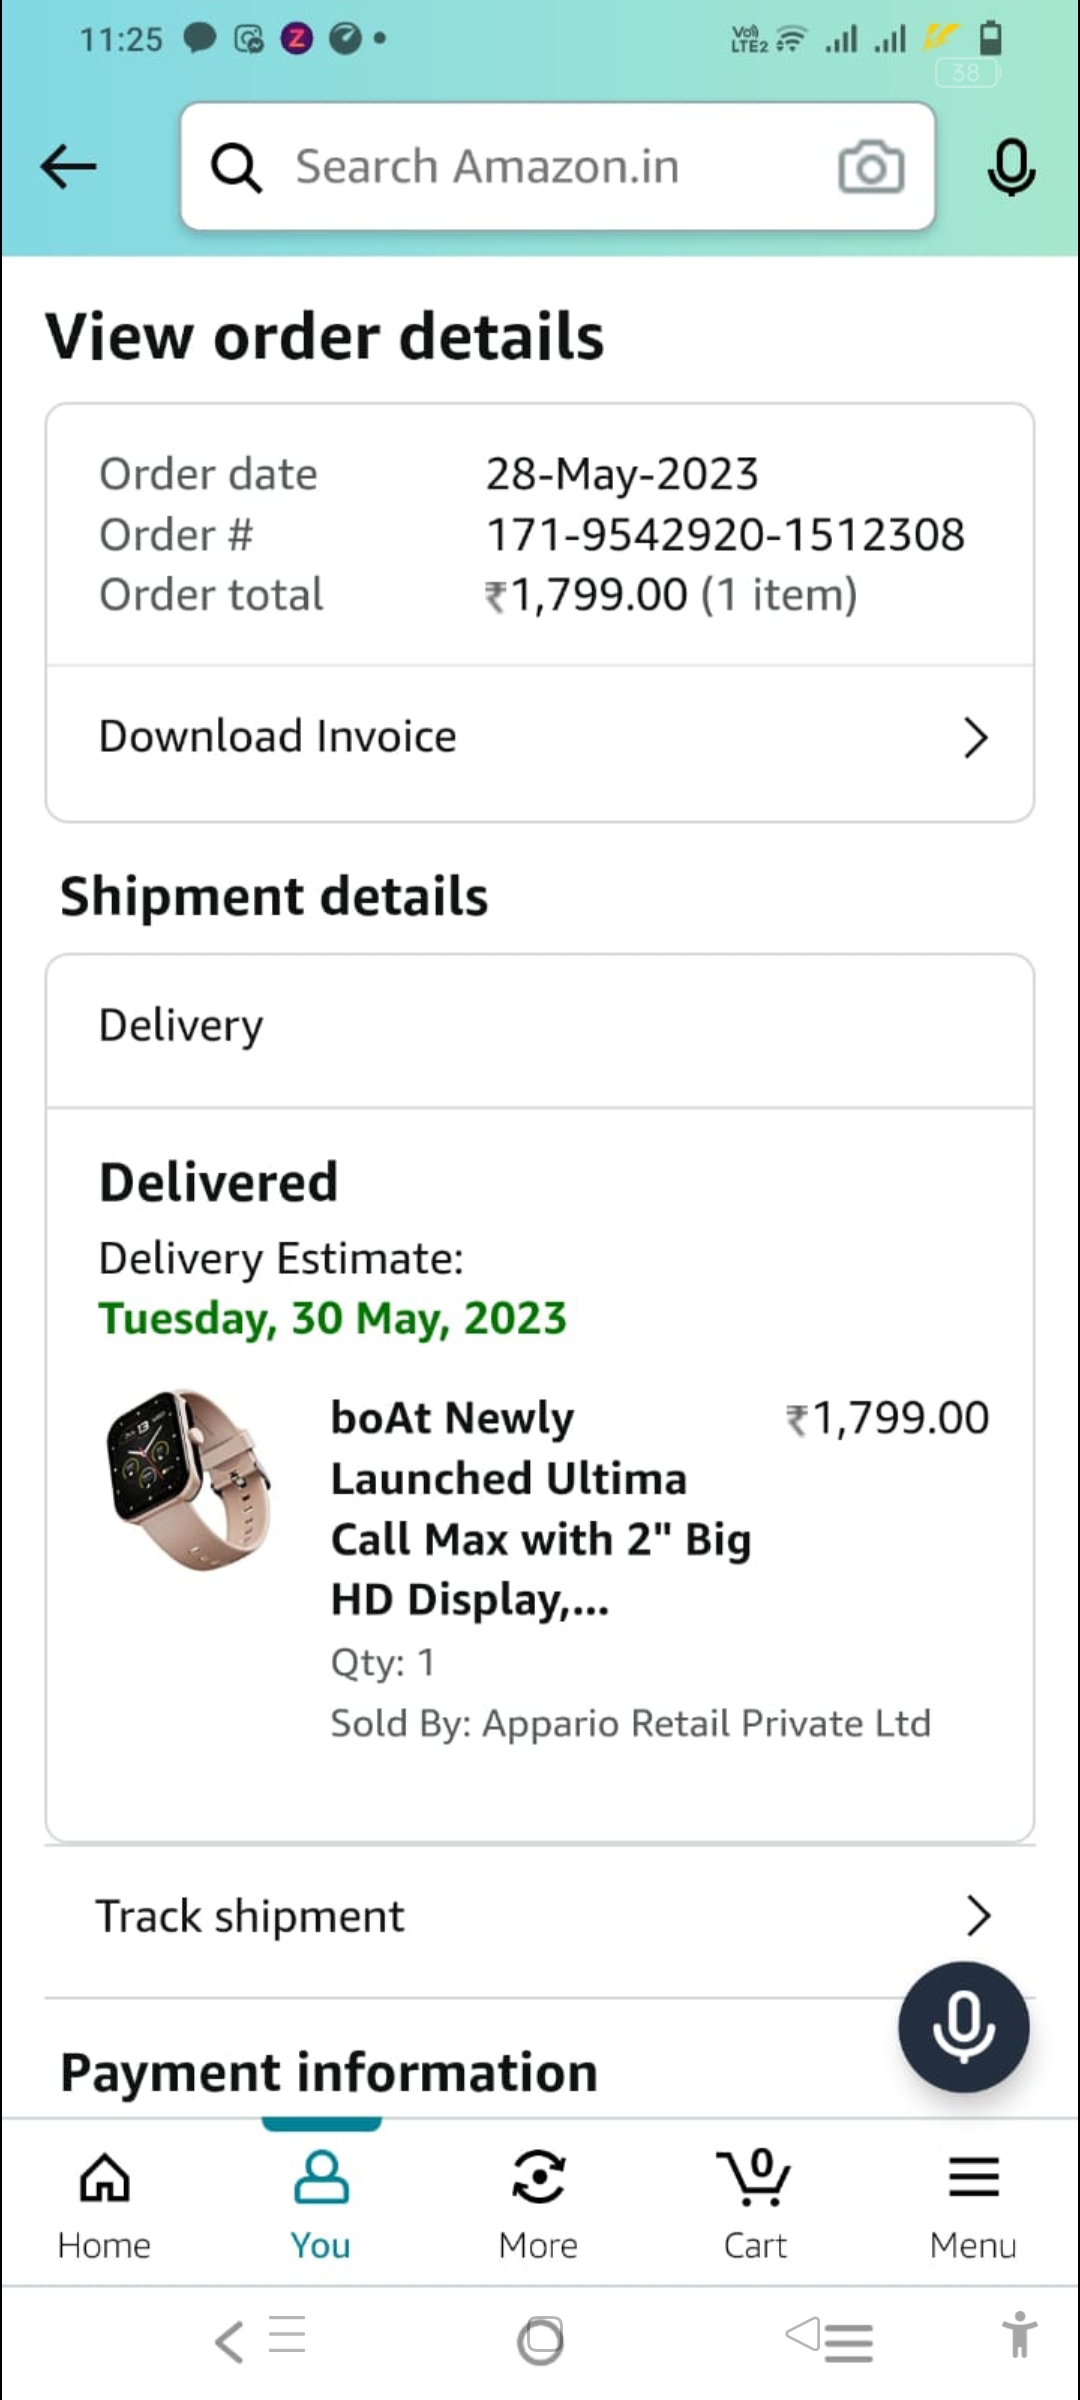 11:25
Vo))
LTE2
38
Search Amazon.in
View order details
Order date 28-May-2023
Order # 171-9542920-1512308
Order total ₹1,799.00 (1 item)
Download Invoice
Shipment details
Delivery
Delivered
Delivery Estimate:
Tuesday, 30 May, 2023
boAt Newly ₹1,799.00
Launched Ultima
Call Max with 2" Big
HD Display,...
Qty: 1
Sold By: Appario Retail Private Ltd
Track shipment
Payment information
0
Home You More Cart Menu